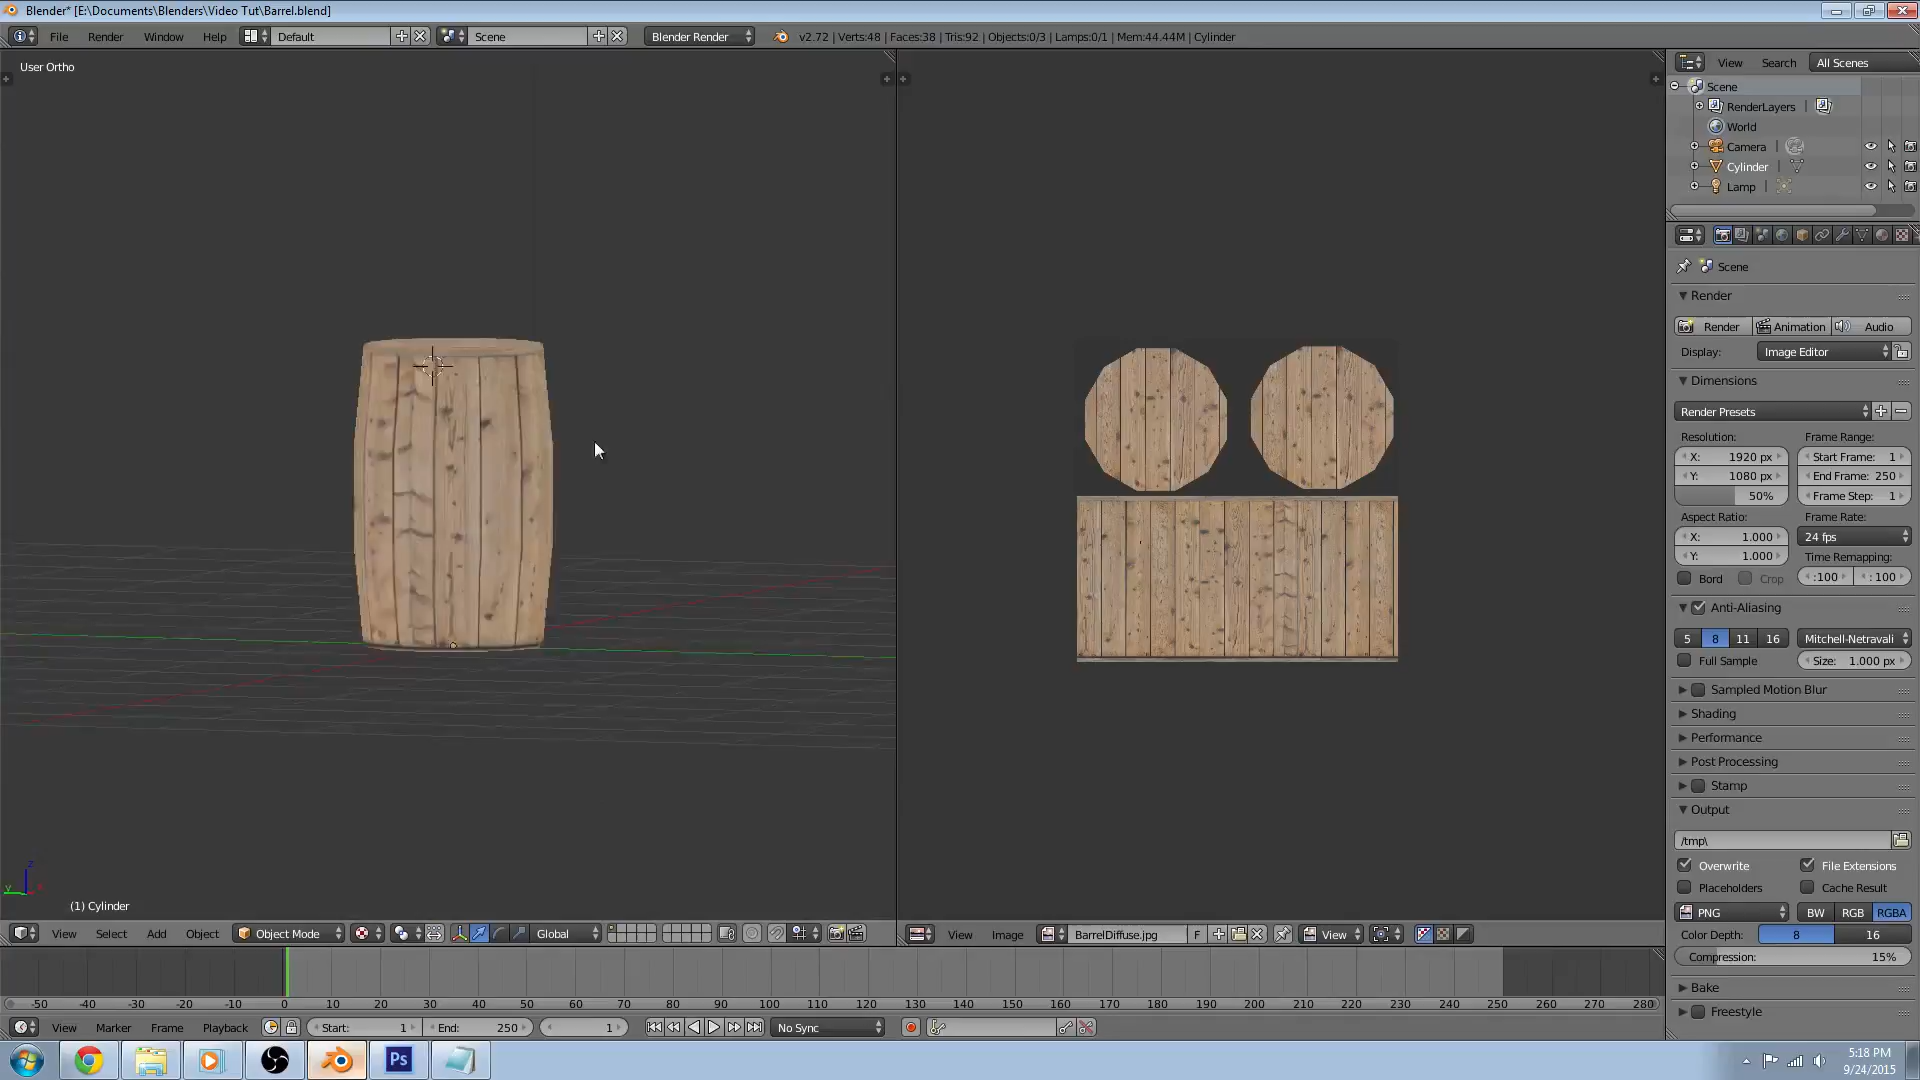 Blender* [E:\Documents\Blenders\Video Tut\Barrel.blend]
File Render Window Help Default Scene Blender Render v2.72 | Verts:48 | Faces:38 | Tris:92 | Objects:0/3 | Lamps:0/1 | Mem:44.44M | Cylinder
User Ortho
View Search All Scenes
Scene
RenderLayers
World
Camera
Cylinder
Lamp
Scene
Render
Render Animation Audio
Display: Image Editor
Dimensions
Render Presets
Resolution: Frame Range:
X: 1920 px Start Frame: 1
Y: 1080 px End Frame: 250
50% Frame Step: 1
Aspect Ratio: Frame Rate:
X: 1.000 24 fps
Y: 1.000 Time Remapping:
Bord Crop :100 : 100
Anti-Aliasing
5 8 11 16 Mitchell-Netravali
Full Sample Size: 1.000 px
Sampled Motion Blur
Shading
Performance
Post Processing
Stamp
Output
/tmp\
Overwrite File Extensions
Placeholders Cache Result
PNG BW RGB RGBA
Color Depth: 8 16
Compression: 15%
Bake
Freestyle
z
y x
(1) Cylinder
View Select Add Object Object Mode Global
View Image BarrelDiffuse.jpg F View
-50 -40 -30 -20 -10 0 10 20 30 40 50 60 70 80 90 100 110 120 130 140 150 160 170 180 190 200 210 220 230 240 250 260 270 280
View Marker Frame Playback Start: 1 End: 250 1 No Sync
Ps
5:18 PM
9/24/2015